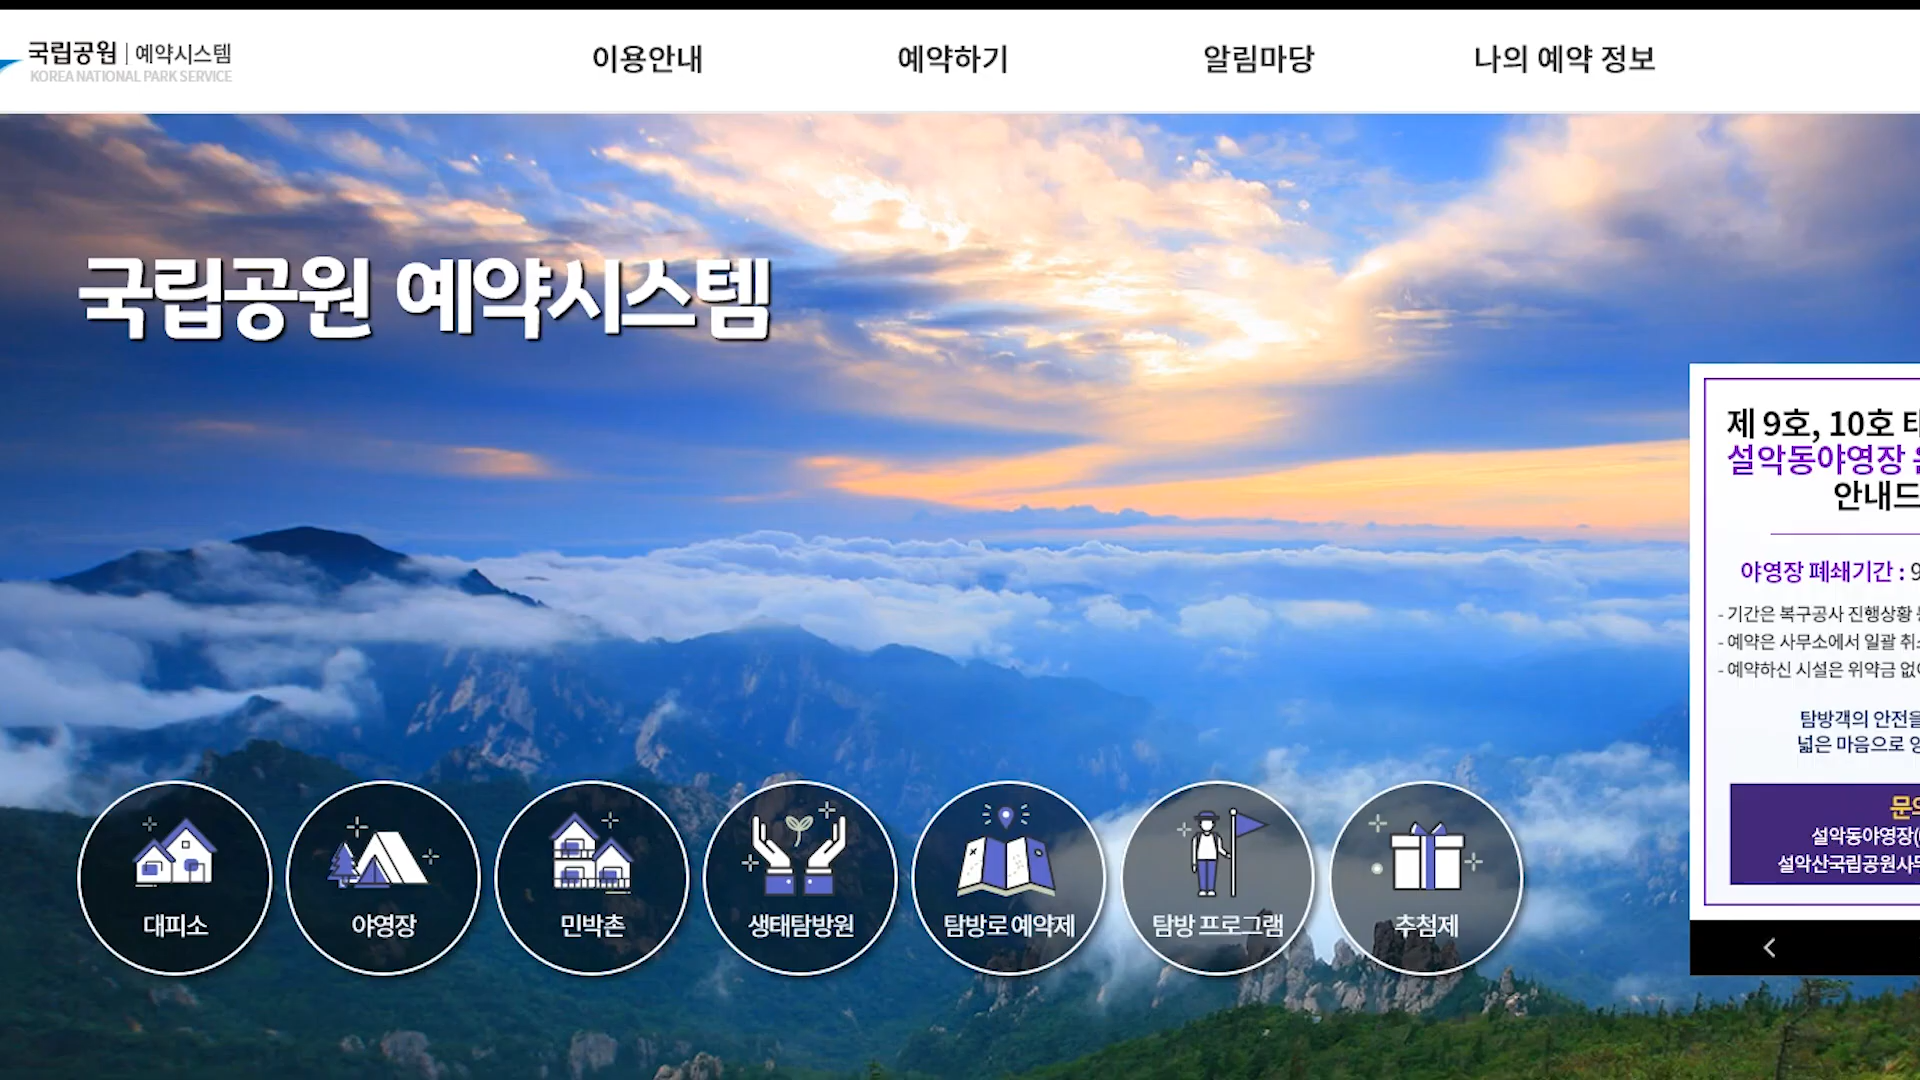 국립공원 | 예약시스템
KOREA NATIONAL PARK SERVICE
이용안내
예약하기
알림마당
나의 예약 정보
국립공원 예약시스템
제 9호, 10호
설악동야영장
안내드
야영장 폐쇄기간 : 9
- 기간은 복구공사 진행상황
- 예약은 사무소에서 일괄
- 예약하신 시설은 위약금
탐방객의 안전을
넓은 마음으로
설악동야영장(
설악산국립공원사무
대피소
야영장
민박촌
생태탐방원
탐방로 예약제
탐방 프로그램
추첨제